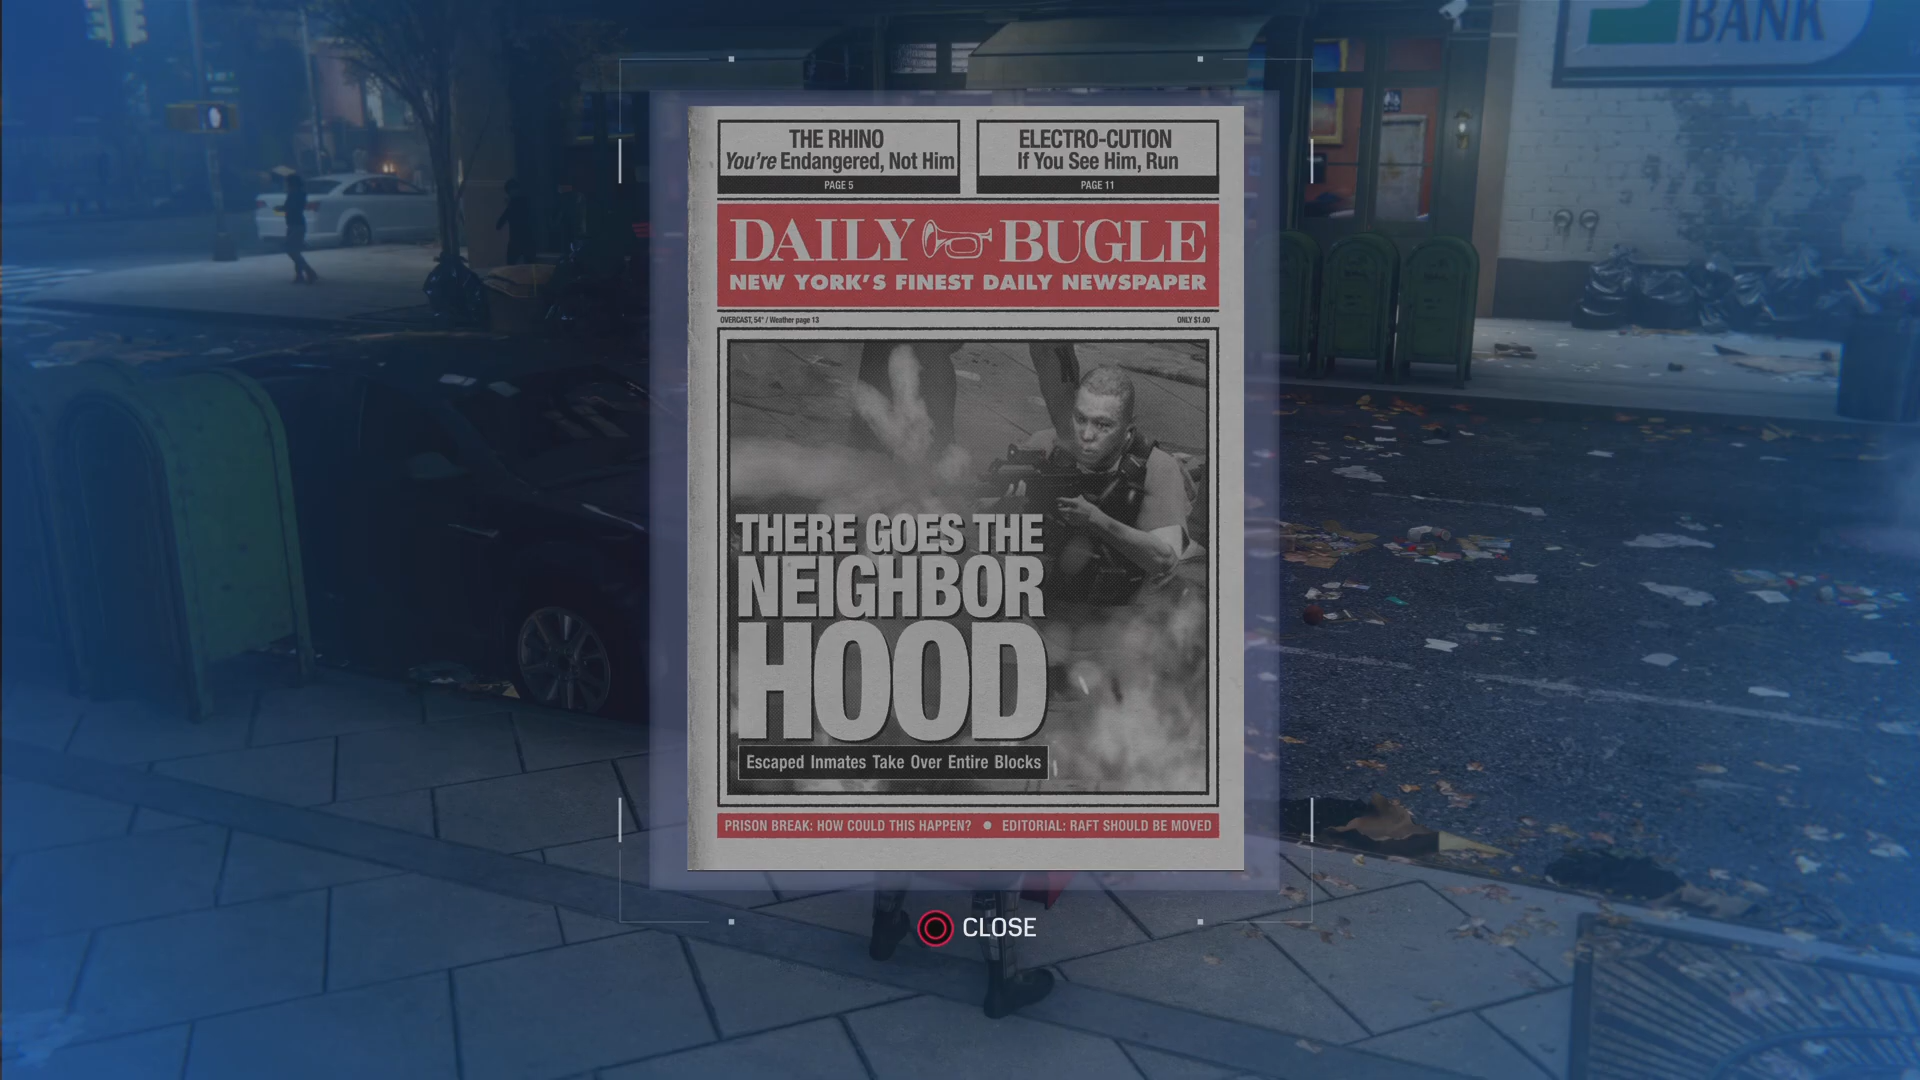 BANK
THE RHINO
You're Endangered, Not Him
PAGE 5
ELECTRO-CUTION
If You See Him, Run
PAGE 11
DAILY BUGLE
NEW YORK'S FINEST DAILY NEWSPAPER
OVERCAST, 54° / Weather page 13
ONLY $1.00
THERE GOES THE
NEIGHBOR
HOOD
Escaped Inmates Take Over Entire Blocks
PRISON BREAK: HOW COULD THIS HAPPEN? ● EDITORIAL: RAFT SHOULD BE MOVED
CLOSE